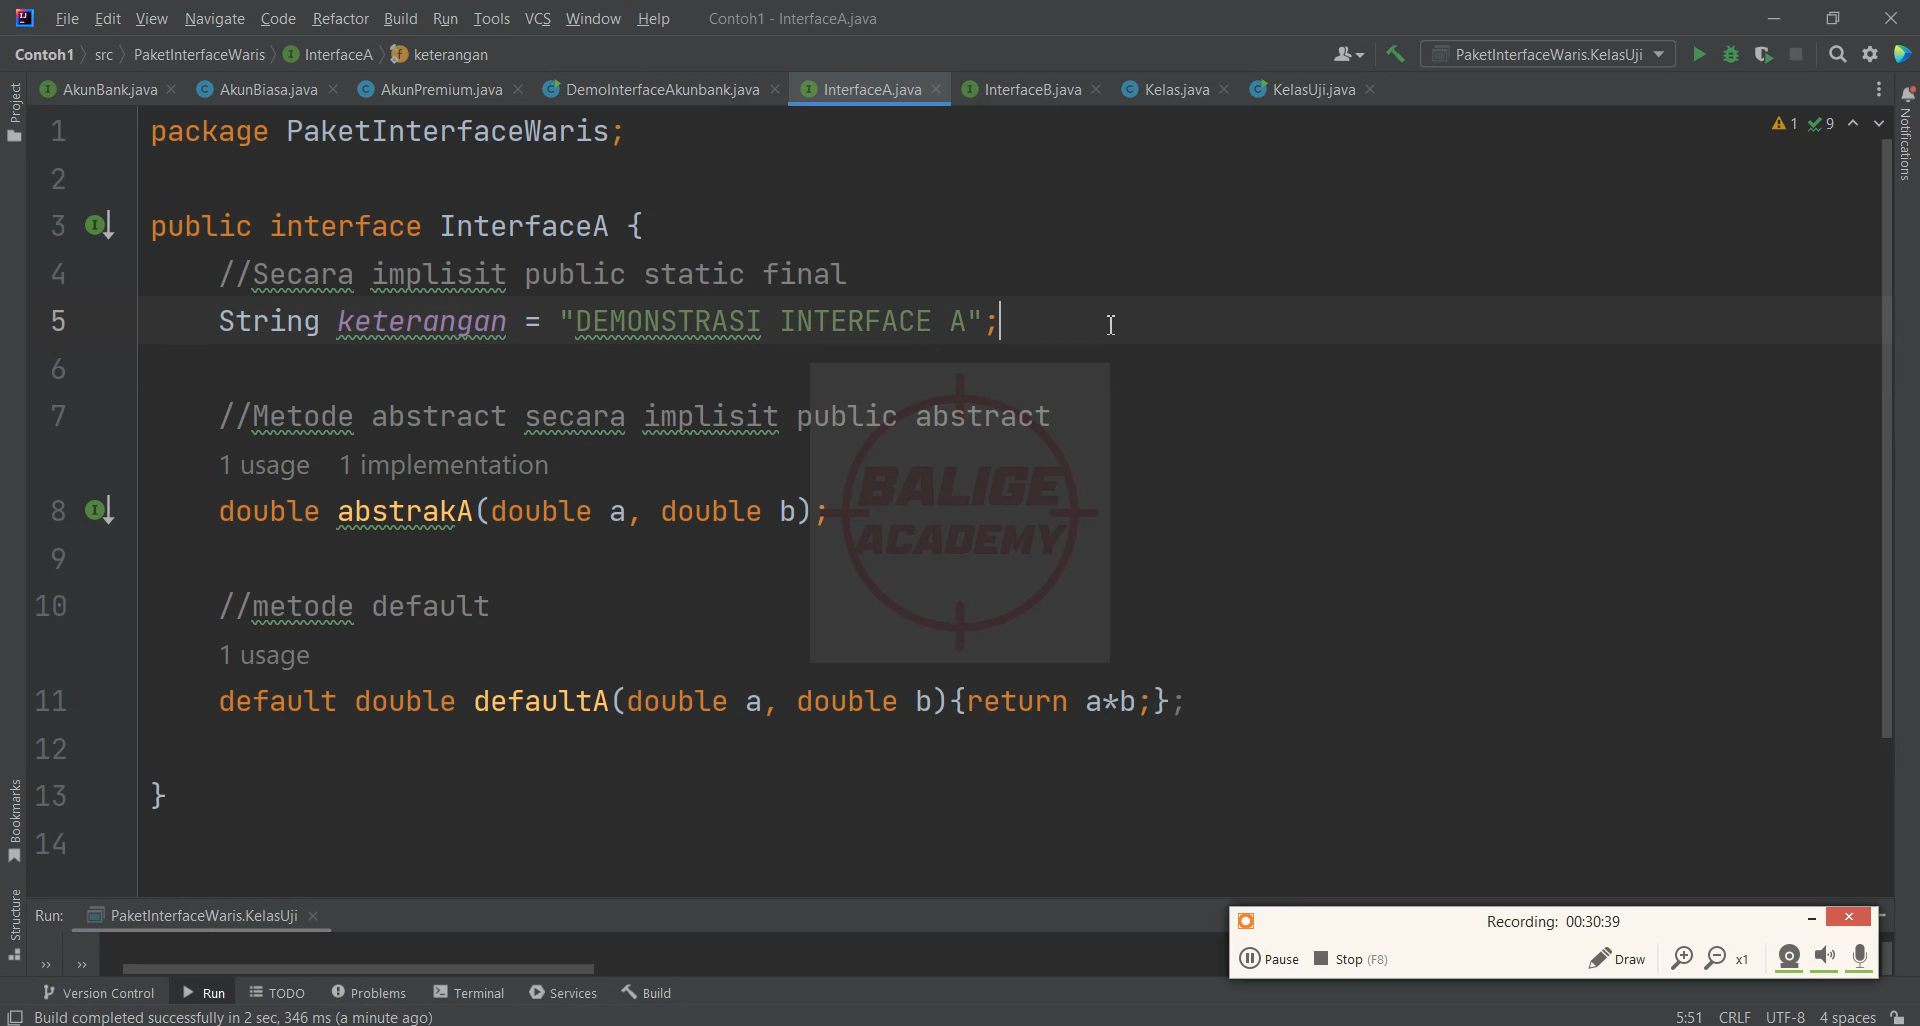 File Edit View Navigate Code Refactor Build Run Tools VCS Window Help Contoh1 - InterfaceA.java
Contoh1 src PaketInterfaceWaris InterfaceA keterangan PaketInterfaceWaris.KelasUji
Project
AkunBank.java AkunBiasa.java AkunPremium.java DemoInterfaceAkunbank.java InterfaceA.java InterfaceB.java Kelas.java KelasUji.java
Notifications
1 9
1 package PaketInterfaceWaris;
2
3 public interface InterfaceA {
4 //Secara implisit public static final
5 String keterangan = "DEMONSTRASI INTERFACE A";
6
7 //Metode abstract secara implisit public abstract
1 usage 1 implementation
8 double abstrakA(double a, double b);
9
10 //metode default
1 usage
11 default double defaultA(double a, double b){return a*b;};
12
13 }
14
BALIGE
ACADEMY
Bookmarks
Structure
Run: PaketInterfaceWaris.KelasUji
Recording: 00:30:39
Pause Stop (F8) Draw x1
Version Control Run TODO Problems Terminal Services Build
Build completed successfully in 2 sec, 346 ms (a minute ago) 5:51 CRLF UTF-8 4 spaces